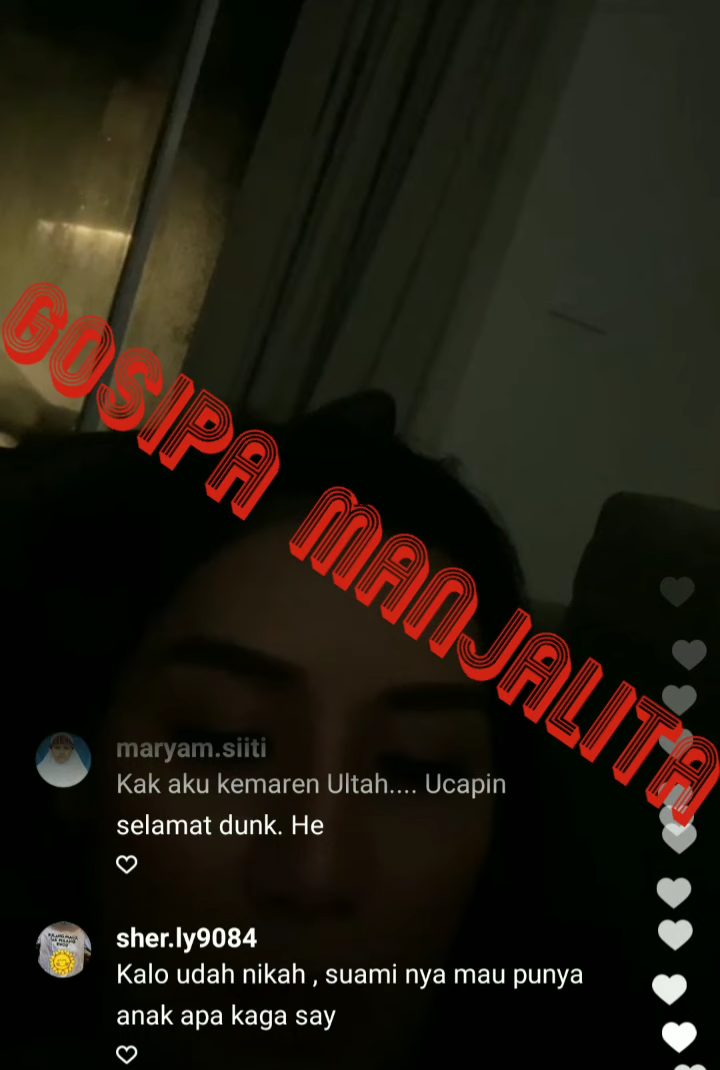 GOSIPA MANJALITA
maryam.siiti
Kak aku kemaren Ultah.... Ucapin
selamat dunk. He
sher.ly9084
Kalo udah nikah , suami nya mau punya
anak apa kaga say